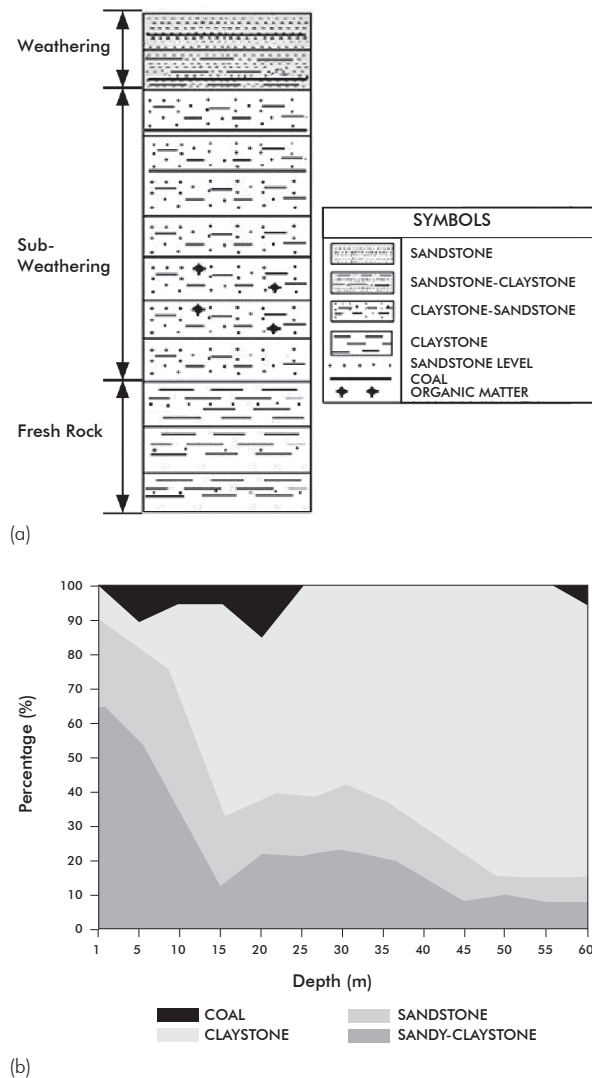 Weathering
Sub-
Weathering
Fresh Rock
SYMBOLS
SANDSTONE
SANDSTONE-CLAYSTONE
CLAYSTONE-SANDSTONE
CLAYSTONE
SANDSTONE LEVEL
COAL
ORGANIC MATTER
(a)
Percentage (%)
100
90
80
70
60
50
40
30
20
10
0
1 5 10 15 20 25 30 35 40 45 50 55 60
Depth (m)
COAL SANDSTONE
CLAYSTONE SANDY-CLAYSTONE
(b)